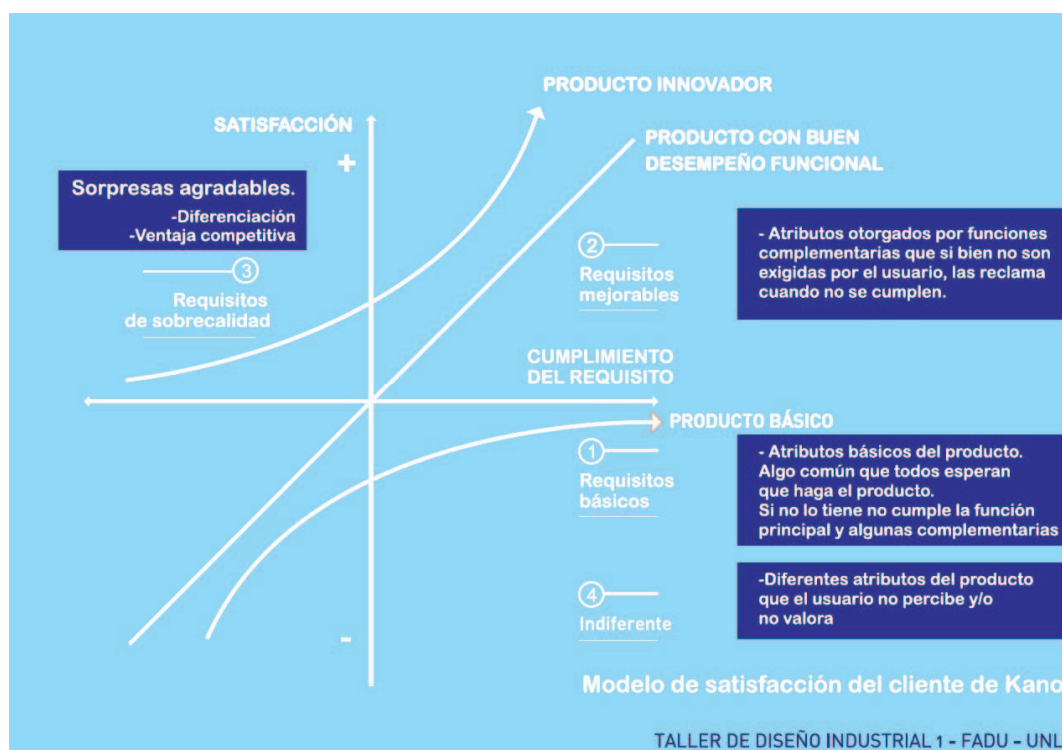 PRODUCTO INNOVADOR
SATISFACCIÓN
+
PRODUCTO CON BUEN
DESEMPEÑO FUNCIONAL
Sorpresas agradables.
-Diferenciación
-Ventaja competitiva
3
Requisitos
de sobrecalidad
2
Requisitos
mejorables
- Atributos otorgados por funciones
complementarias que si bien no son
exigidas por el usuario, las reclama
cuando no se cumplen.
CUMPLIMIENTO
DEL REQUISITO
PRODUCTO BÁSICO
1
Requisitos
básicos
- Atributos básicos del producto.
Algo común que todos esperan
que haga el producto.
Si no lo tiene no cumple la función
principal y algunas complementarias
4
Indiferente
-Diferentes atributos del producto
que el usuario no percibe y/o
no valora
-
Modelo de satisfacción del cliente de Kano
TALLER DE DISEÑO INDUSTRIAL 1 - FADU - UNL